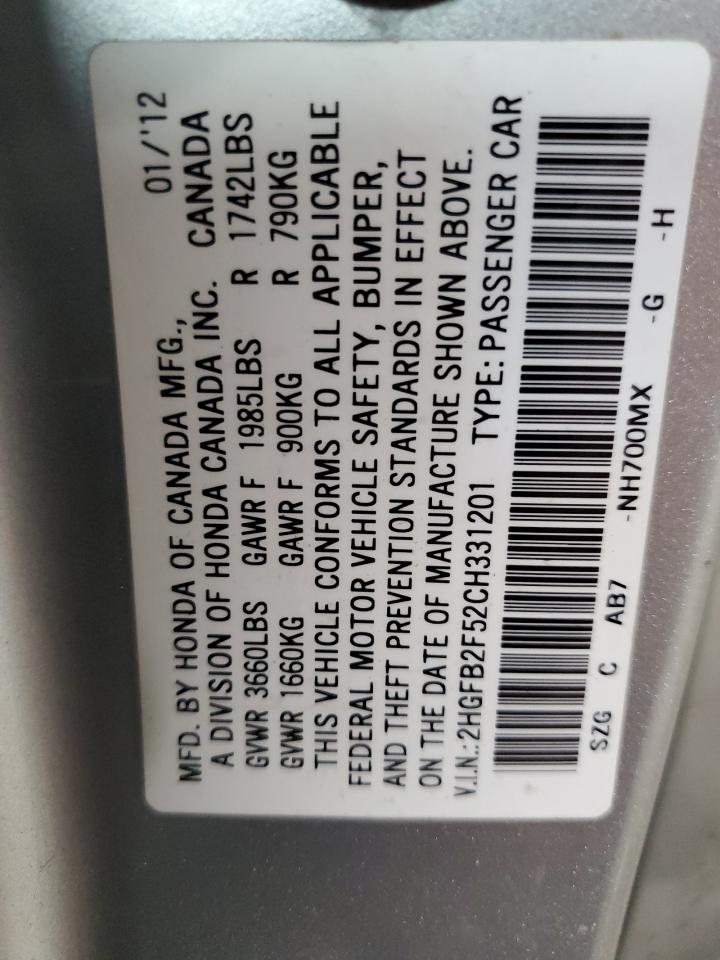 MFD. BY HONDA OF CANADA MFG., 01/'12
A DIVISION OF HONDA CANADA INC. CANADA
GVWR 3660LBS GAWR F 1985LBS R 1742LBS
GVWR 1660KG GAWR F 900KG R 790KG
THIS VEHICLE CONFORMS TO ALL APPLICABLE
FEDERAL MOTOR VEHICLE SAFETY, BUMPER,
AND THEFT PREVENTION STANDARDS IN EFFECT
ON THE DATE OF MANUFACTURE SHOWN ABOVE.
V.I.N.:2HGFB2F52CH331201 TYPE: PASSENGER CAR
SZG C AB7 -NH700MX -G -H